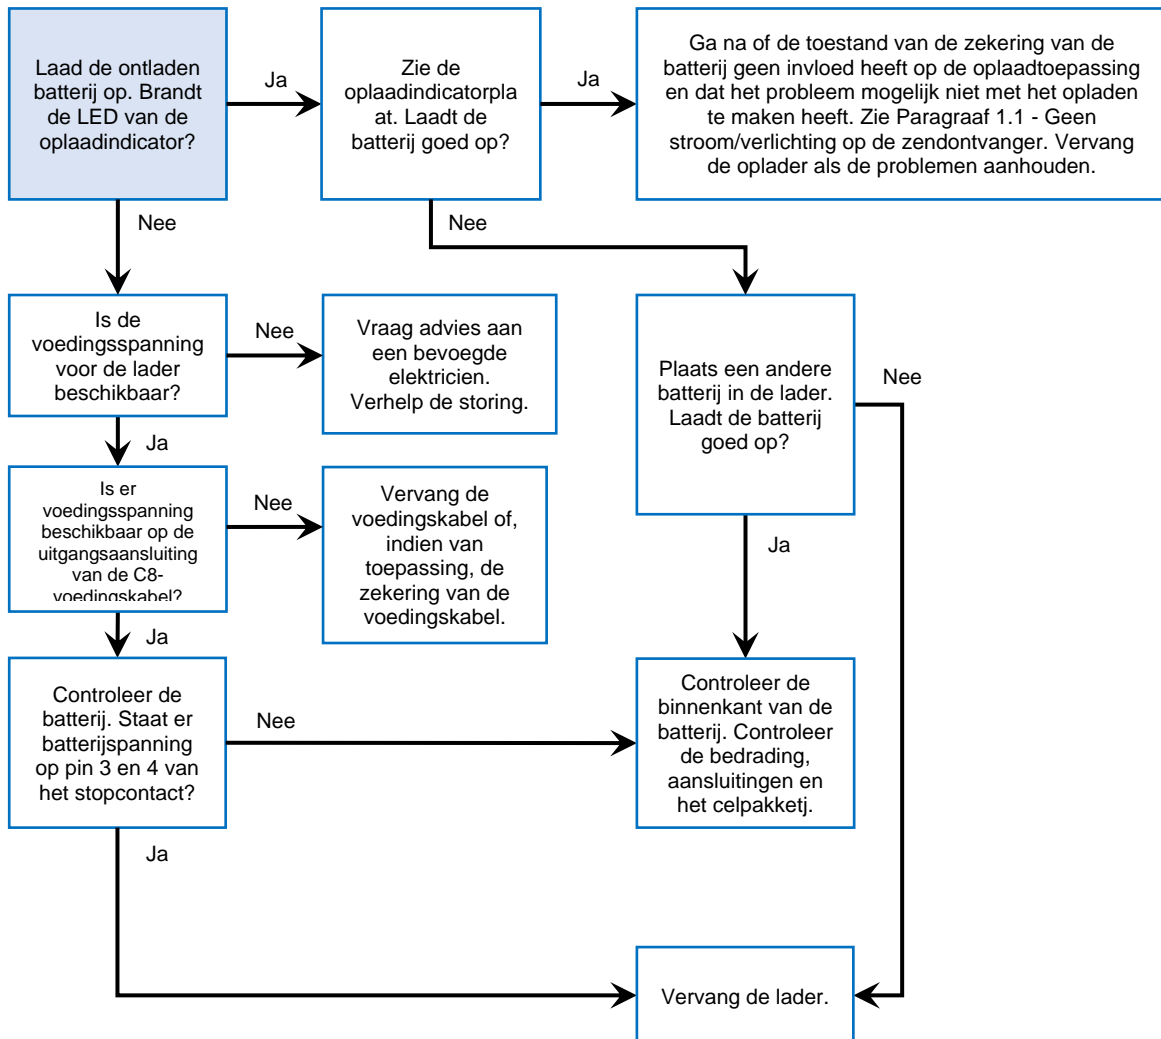 Laad de ontladen
batterij op. Brandt
de LED van de
oplaadindicator?
Ja
Zie de
oplaadindicatorpla
at. Laadt de
batterij goed op?
Ja
Ga na of de toestand van de zekering van de
batterij geen invloed heeft op de oplaadtoepassing
en dat het probleem mogelijk niet met het opladen
te maken heeft. Zie Paragraaf 1.1 - Geen
stroom/verlichting op de zendontvanger. Vervang
de oplader als de problemen aanhouden.
Nee
Nee
Is de
voedingsspanning
voor de lader
beschikbaar?
Nee
Vraag advies aan
een bevoegde
elektricien.
Verhelp de storing.
Plaats een andere
batterij in de lader.
Laadt de batterij
goed op?
Nee
Ja
Is er
voedingsspanning
beschikbaar op de
uitgangsaansluiting
van de C8-
voedingskabel?
Nee
Vervang de
voedingskabel of,
indien van
toepassing, de
zekering van de
voedingskabel.
Ja
Ja
Controleer de
batterij. Staat er
batterijspanning
op pin 3 en 4 van
het stopcontact?
Nee
Controleer de
binnenkant van de
batterij. Controleer
de bedrading,
aansluitingen en
het celpakketj.
Ja
Vervang de lader.